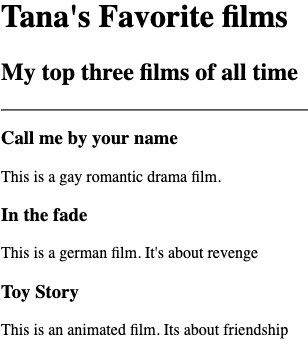 Tana's Favorite films
My top three films of all time
Call me by your name
This is a gay romantic drama film.
In the fade
This is a german film. It's about revenge
Toy Story
This is an animated film. Its about friendship